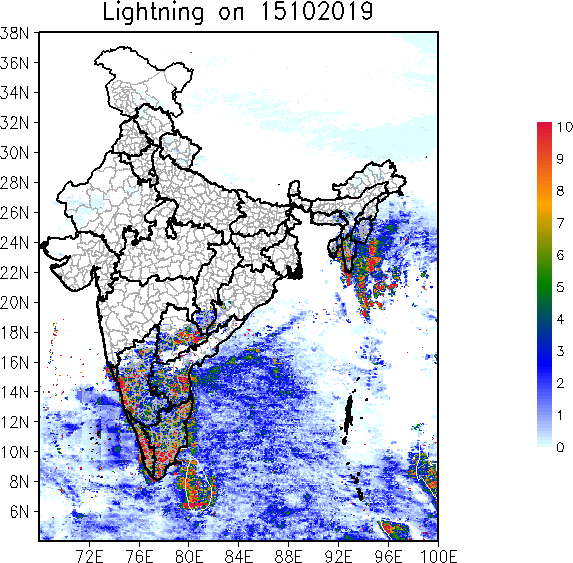 Lightning on 15102019
38N
36N
34N
32N
30N
28N
26N
24N
22N
20N
18N
16N
14N
12N
10N
8N
6N
72E 76E 80E 84E 88E 92E 96E 100E
10
9
8
7
6
5
4
3
2
1
0